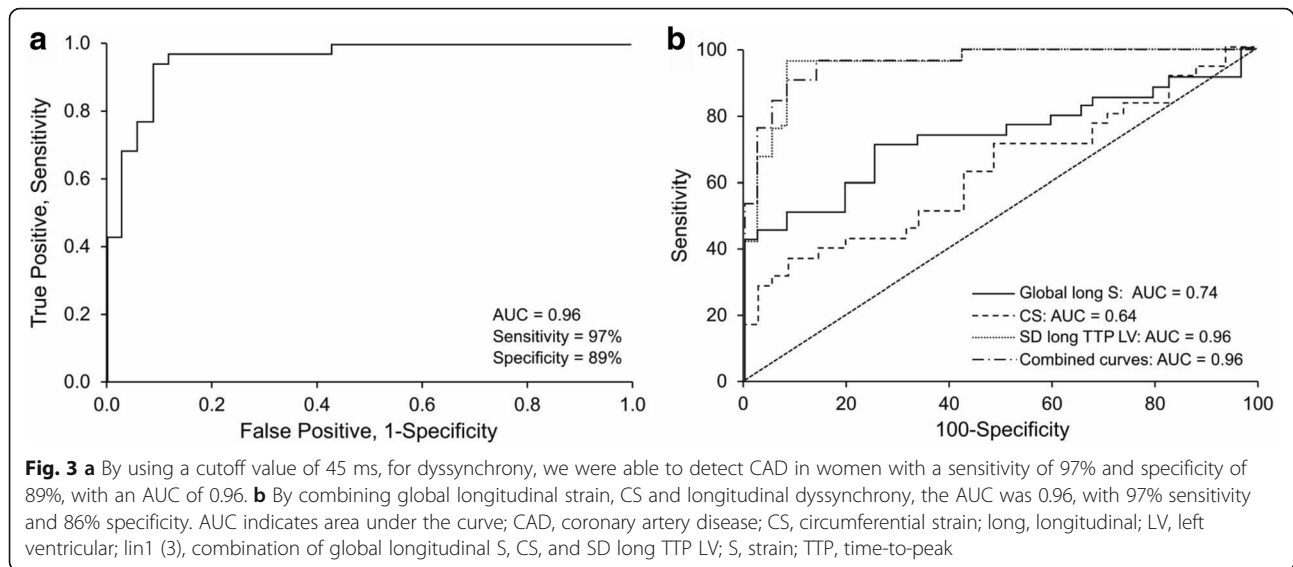 a
1.0
0.8
0.6
0.4
0.2
0.0
True Positive, Sensitivity
AUC = 0.96
Sensitivity = 97%
Specificity = 89%
0.0 0.2 0.4 0.6 0.8 1.0
False Positive, 1-Specificity
b
100
80
60
40
20
0
Sensitivity
Global long S: AUC = 0.74
CS: AUC = 0.64
SD long TTP LV: AUC = 0.96
Combined curves: AUC = 0.96
0 20 40 60 80 100
100-Specificity
Fig. 3 a By using a cutoff value of 45 ms, for dyssynchrony, we were able to detect CAD in women with a sensitivity of 97% and specificity of
89%, with an AUC of 0.96. b By combining global longitudinal strain, CS and longitudinal dyssynchrony, the AUC was 0.96, with 97% sensitivity
and 86% specificity. AUC indicates area under the curve; CAD, coronary artery disease; CS, circumferential strain; long, longitudinal; LV, left
ventricular; lin1 (3), combination of global longitudinal S, CS, and SD long TTP LV; S, strain; TTP, time-to-peak